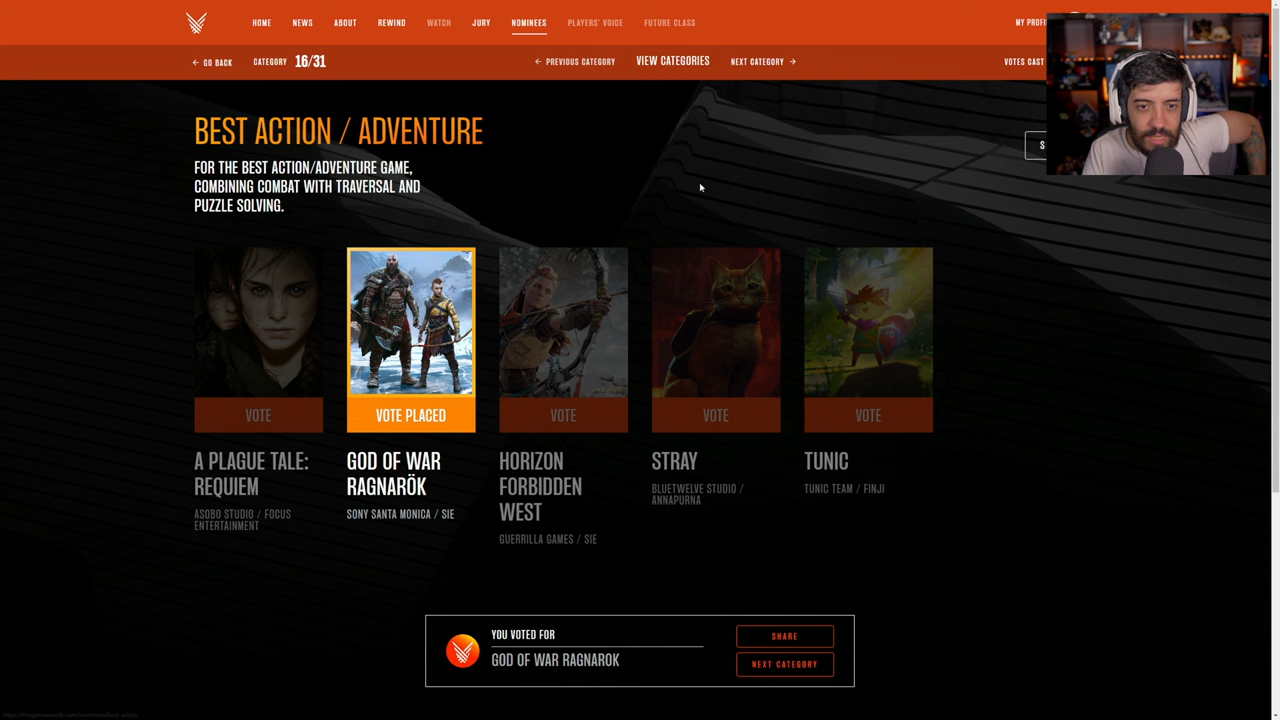 HOME NEWS ABOUT REWIND WATCH JURY NOMINEES PLAYERS' VOICE FUTURE CLASS
← GO BACK CATEGORY 16/31 ← PREVIOUS CATEGORY VIEW CATEGORIES NEXT CATEGORY → VOTES CAST
BEST ACTION / ADVENTURE
FOR THE BEST ACTION/ADVENTURE GAME,
COMBINING COMBAT WITH TRAVERSAL AND
PUZZLE SOLVING.
VOTE VOTE PLACED VOTE VOTE VOTE
A PLAGUE TALE:
REQUIEM
ASOBO STUDIO / FOCUS
ENTERTAINMENT
GOD OF WAR
RAGNARÖK
SONY SANTA MONICA / SIE
HORIZON
FORBIDDEN
WEST
GUERRILLA GAMES / SIE
STRAY
BLUETWELVE STUDIO /
ANNAPURNA
TUNIC
TUNIC TEAM / FINJI
YOU VOTED FOR
GOD OF WAR RAGNAROK
SHARE
NEXT CATEGORY